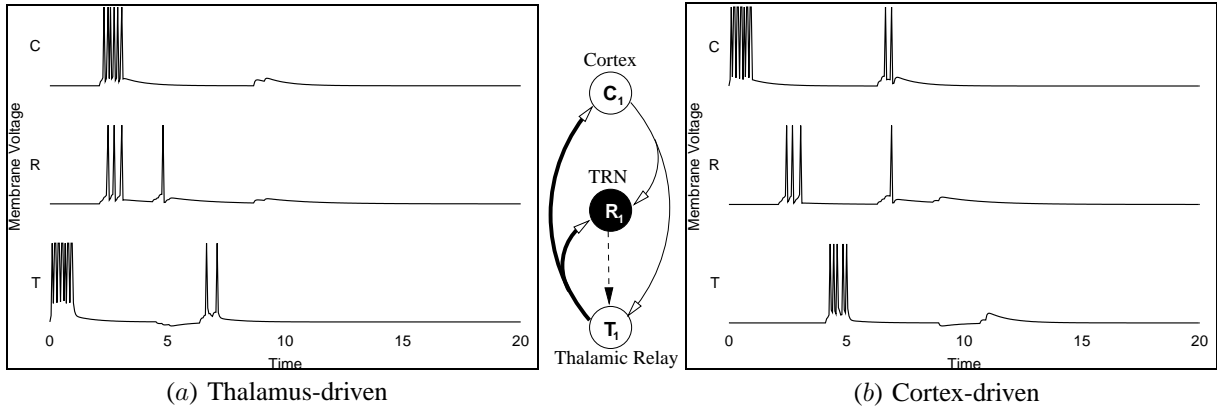 C
R
T
Membrane Voltage
0 5 10 15 20
Time
(a) Thalamus-driven
Cortex
C1
TRN
R1
T1
Thalamic Relay
C
R
T
Membrane Voltage
0 5 10 15 20
Time
(b) Cortex-driven